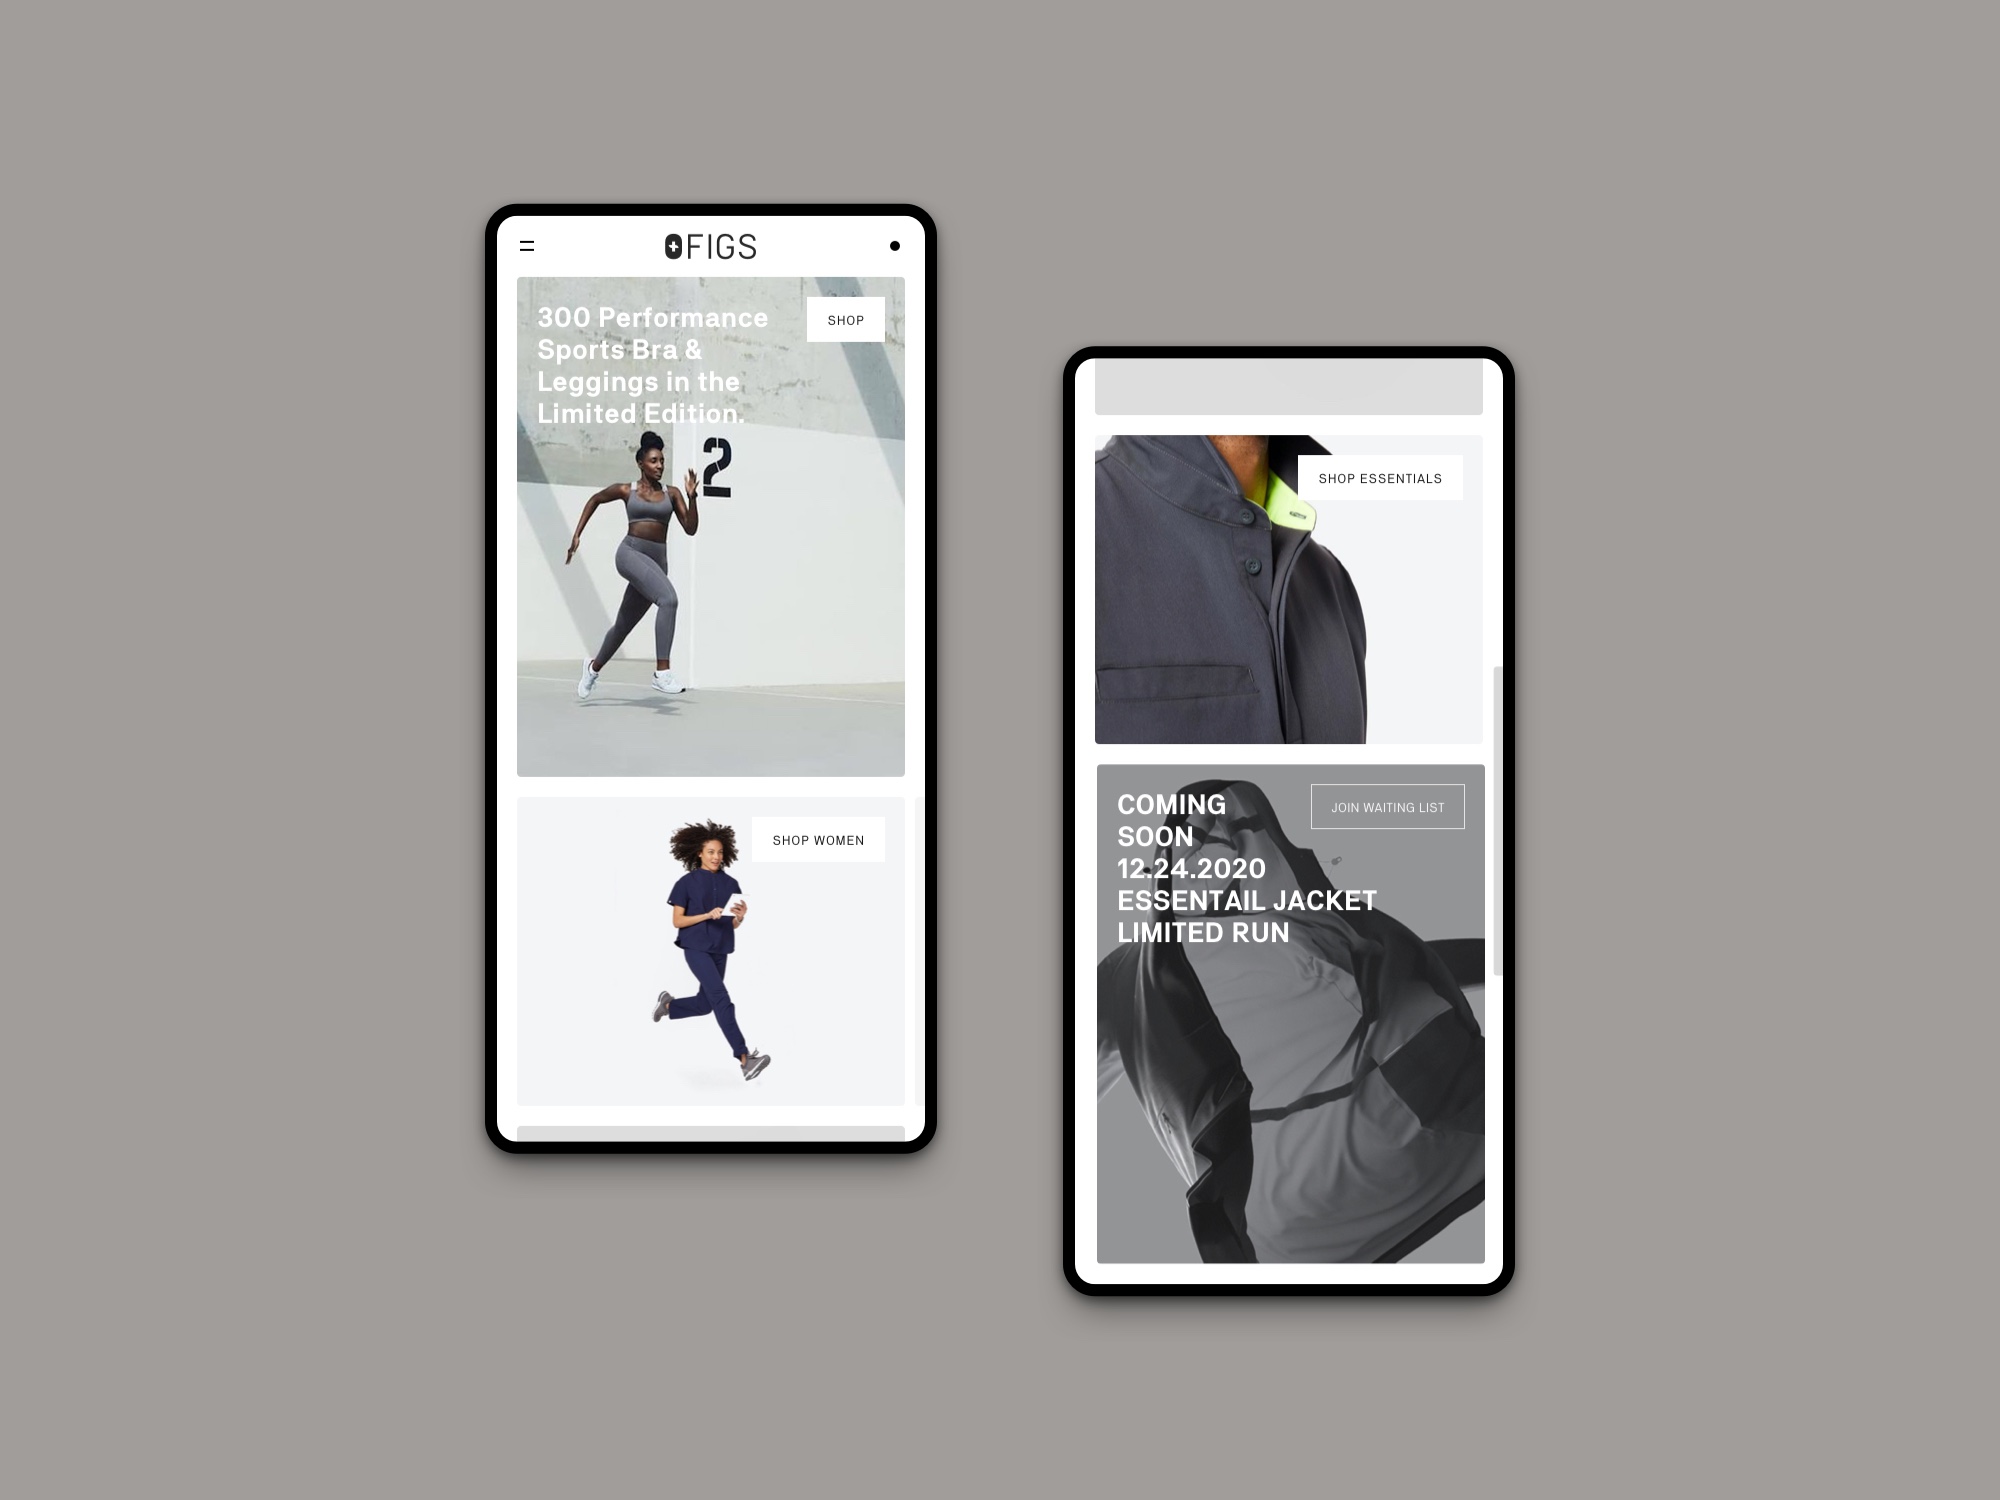 FIGS
300 Performance
Sports Bra &
Leggings in the
Limited Edition.
SHOP
2
SHOP WOMEN
SHOP ESSENTIALS
COMING
SOON
12.24.2020
ESSENTAIL JACKET
LIMITED RUN
JOIN WAITING LIST